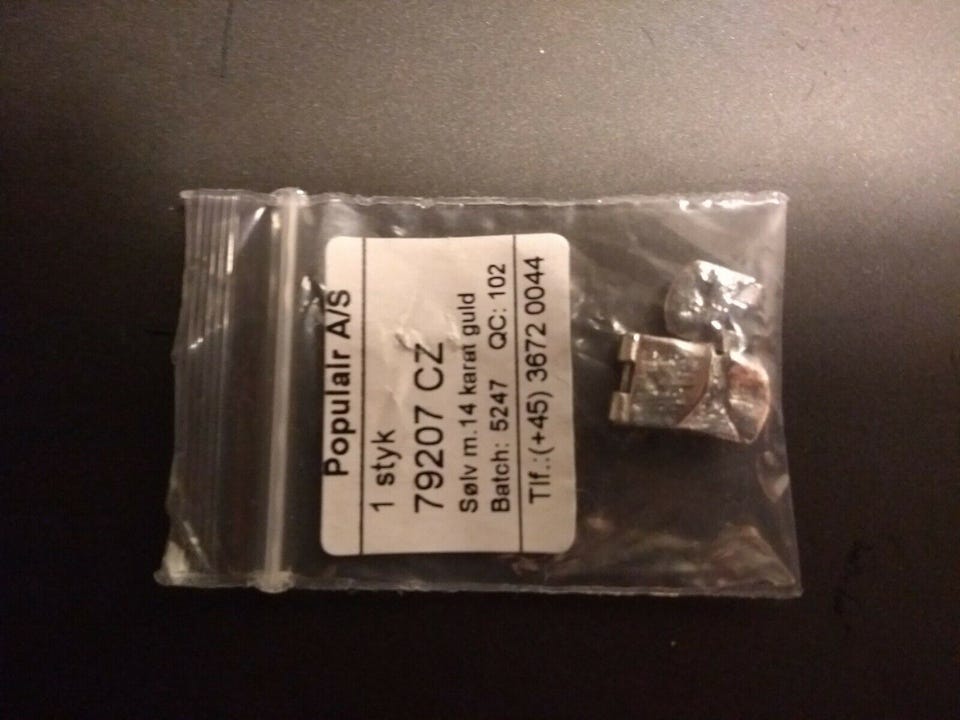 Populair A/S
1 styk
79207 CZ
Sølv m.14 karat guld
Batch: 5247 QC: 102
Tlf.:(+45) 3672 0044